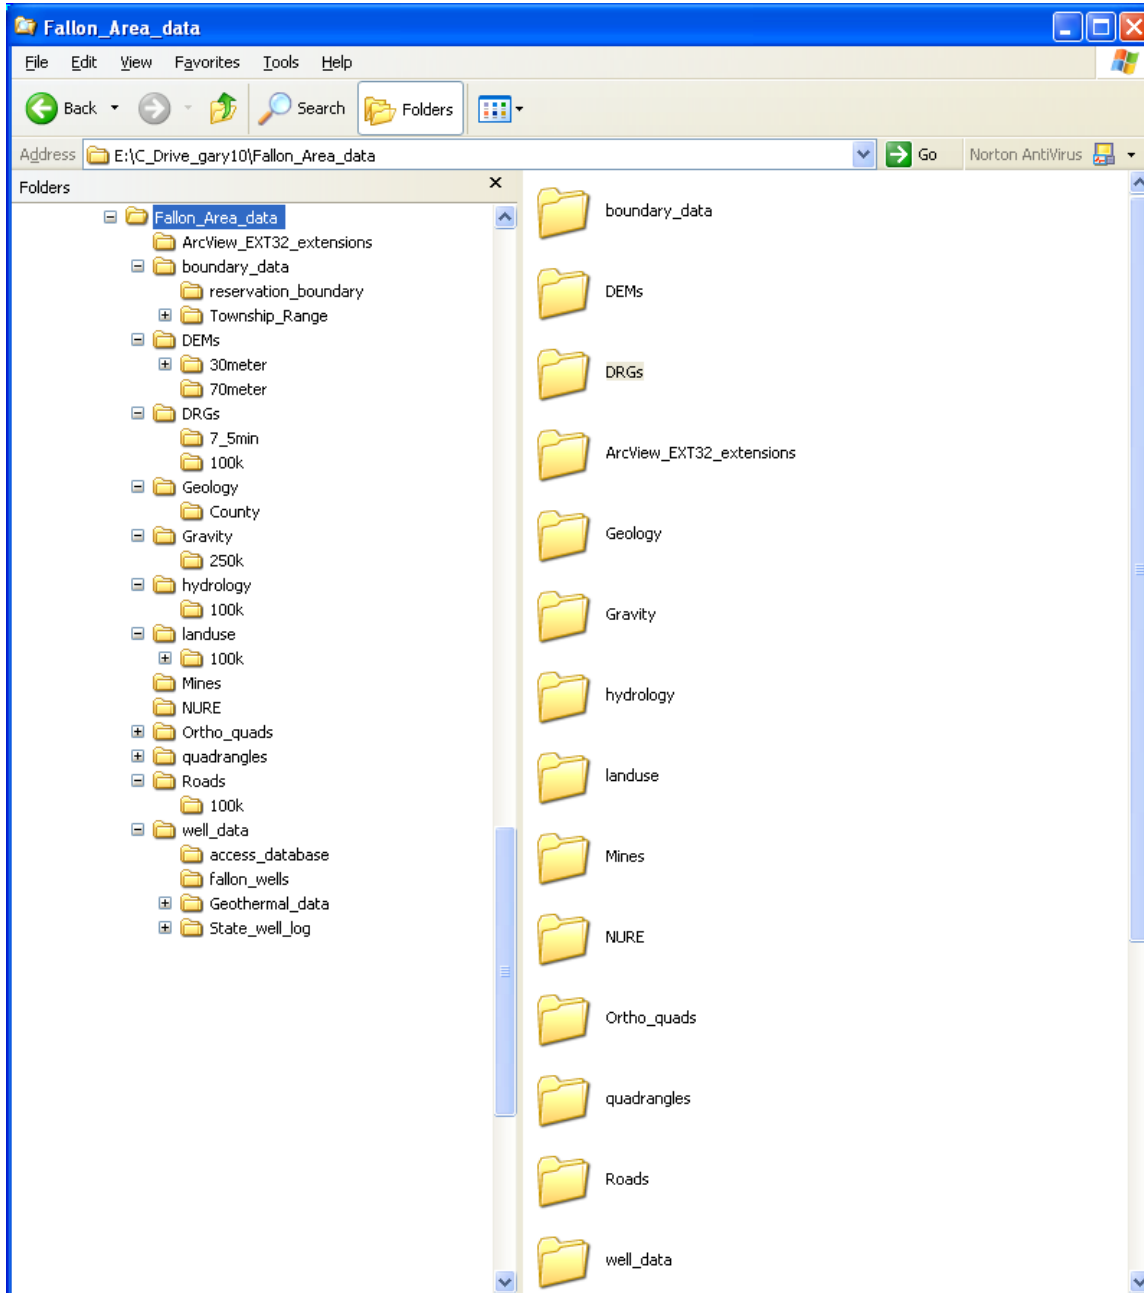 Fallon_Area_data
File Edit View Favorites Tools Help
Back Search Folders
Address E:\C_Drive_gary10\Fallon_Area_data Go Norton AntiVirus
Folders
Fallon_Area_data
ArcView_EXT32_extensions
boundary_data
reservation_boundary
Township_Range
DEMs
30meter
70meter
DRGs
7_5min
100k
Geology
County
Gravity
250k
hydrology
100k
landuse
100k
Mines
NURE
Ortho_quads
quadrangles
Roads
100k
well_data
access_database
fallon_wells
Geothermal_data
State_well_log
boundary_data
DEMs
DRGs
ArcView_EXT32_extensions
Geology
Gravity
hydrology
landuse
Mines
NURE
Ortho_quads
quadrangles
Roads
well_data